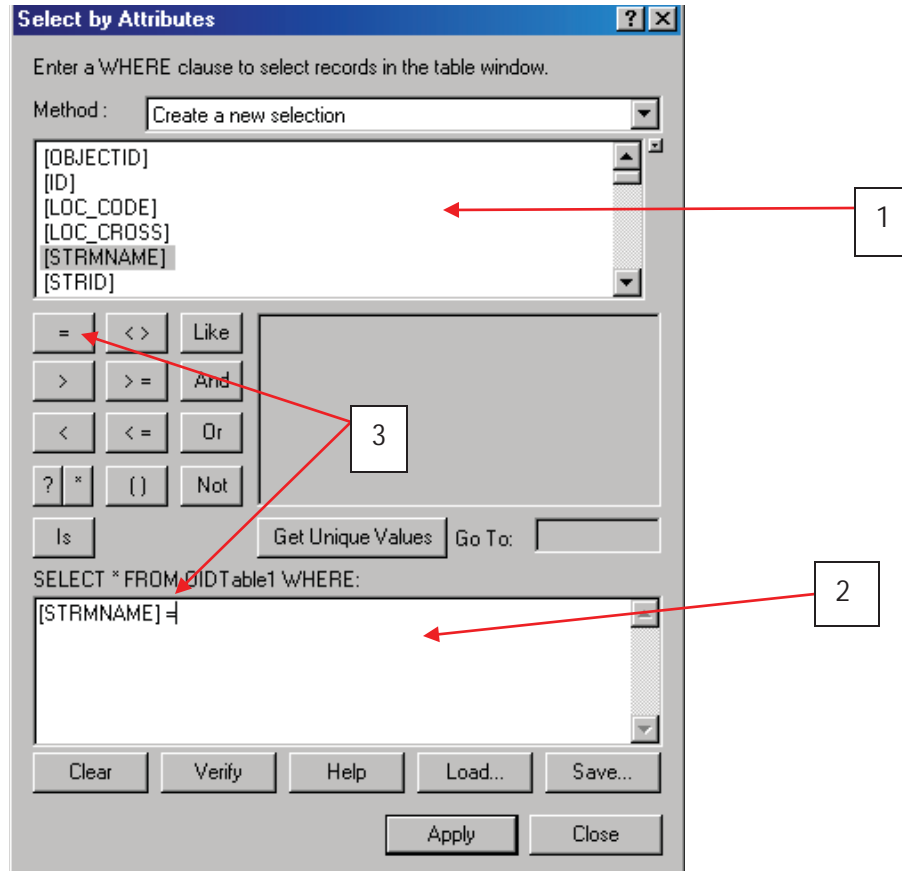 Select by Attributes ? X
Enter a WHERE clause to select records in the table window.
Method : Create a new selection
[OBJECTID]
[ID]
1
[LOC_CODE]
[LOC_CROSS]
[STRMNAME]
[STRID]
= < > Like
> > = And
< < = Or
3
? * ( ) Not
Is Get Unique Values Go To:
SELECT * FROM OIDTable1 WHERE:
2
[STRMNAME] =
Clear Verify Help Load... Save...
Apply Close